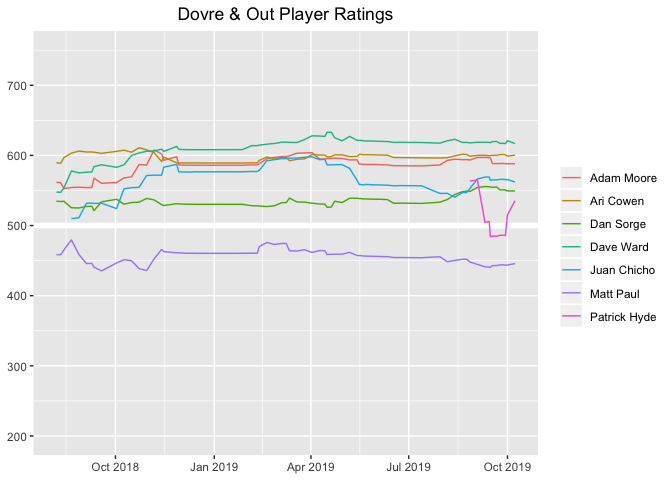 Dovre & Out Player Ratings
700
600
500
400
300
200
Oct 2018
Jan 2019
Apr 2019
Jul 2019
Oct 2019
Adam Moore
Ari Cowen
Dan Sorge
Dave Ward
Juan Chicho
Matt Paul
Patrick Hyde